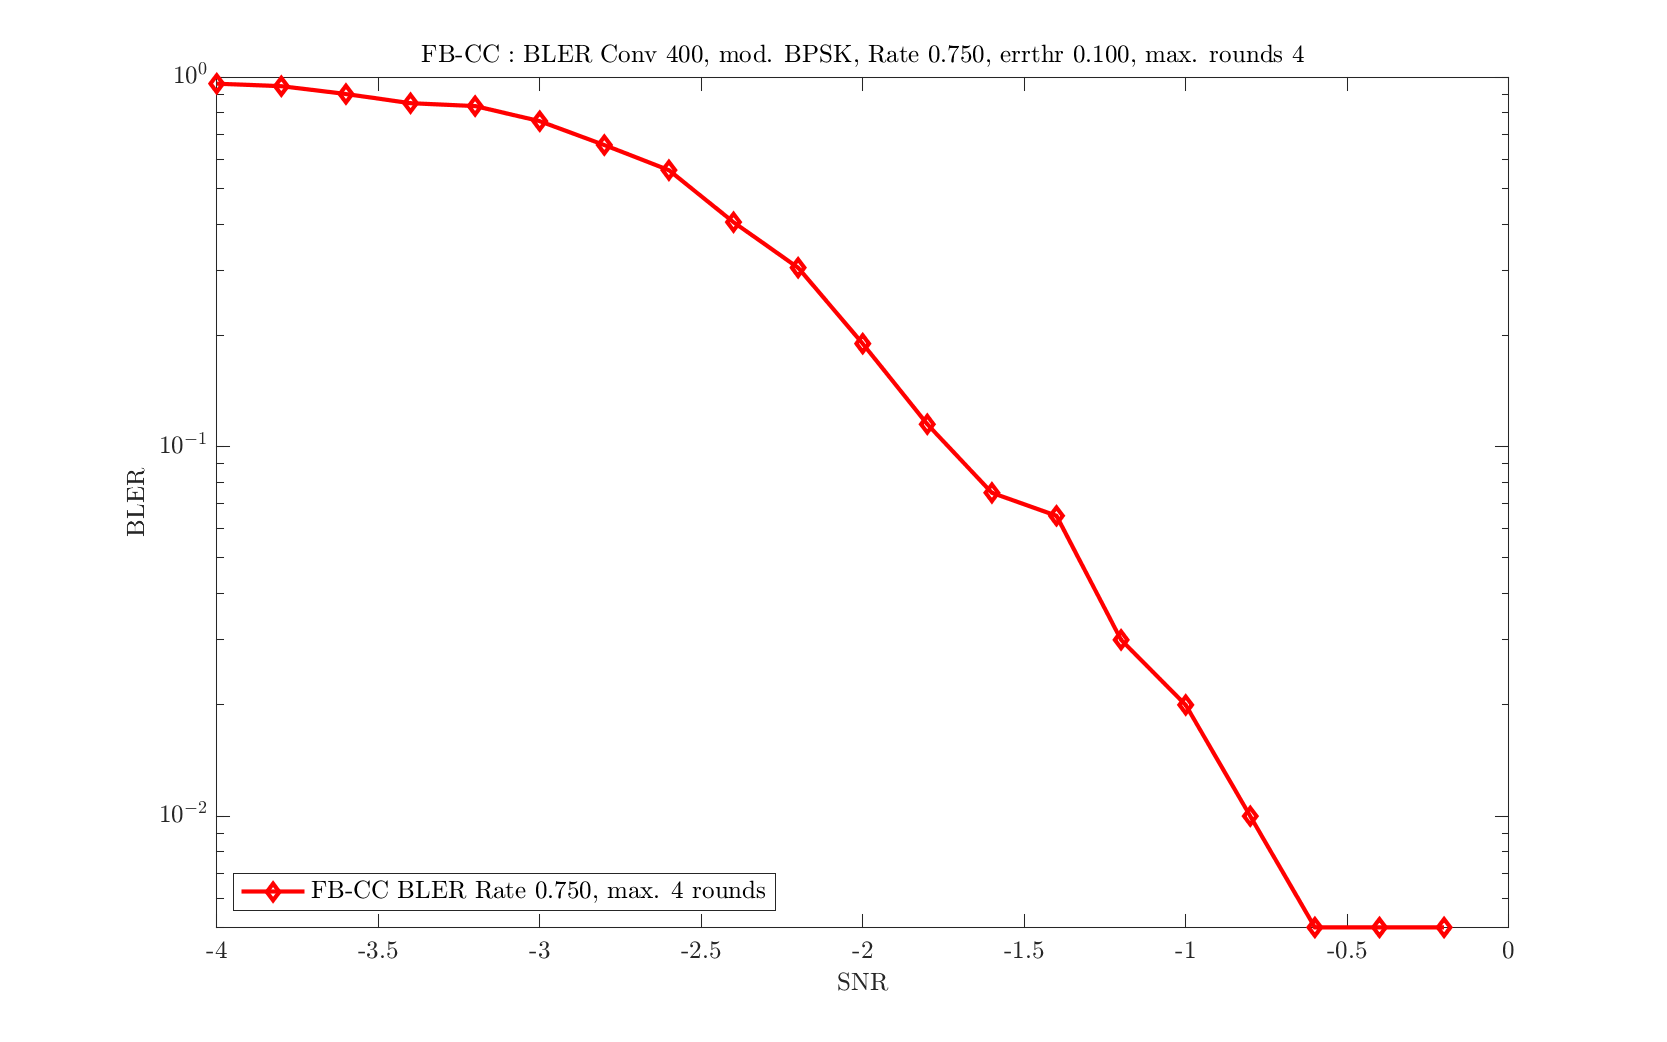 FB-CC : BLER Conv 400, mod. BPSK, Rate 0.750, errthr 0.100, max. rounds 4
10^0
10^-1
10^-2
BLER
FB-CC BLER Rate 0.750, max. 4 rounds
-4 -3.5 -3 -2.5 -2 -1.5 -1 -0.5 0
SNR